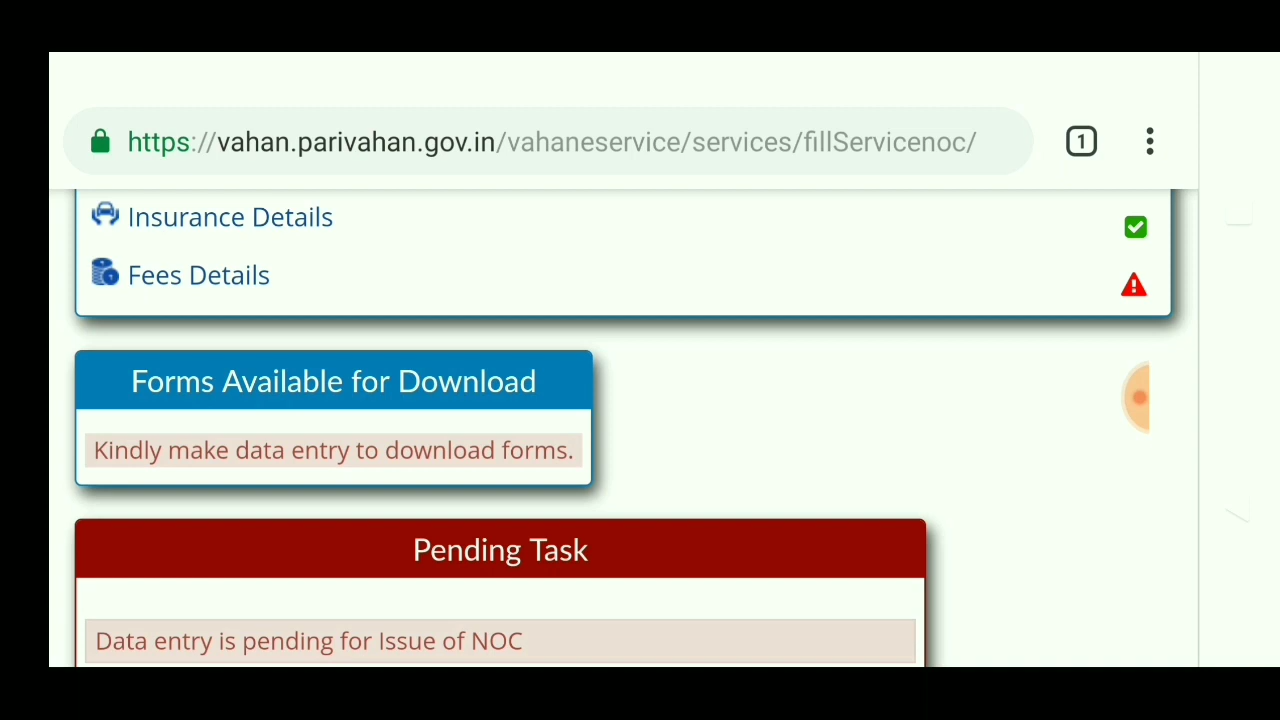 https://vahan.parivahan.gov.in/vahaneservice/services/fillServicenoc/
1
Insurance Details
Fees Details
Forms Available for Download
Kindly make data entry to download forms.
Pending Task
Data entry is pending for Issue of NOC